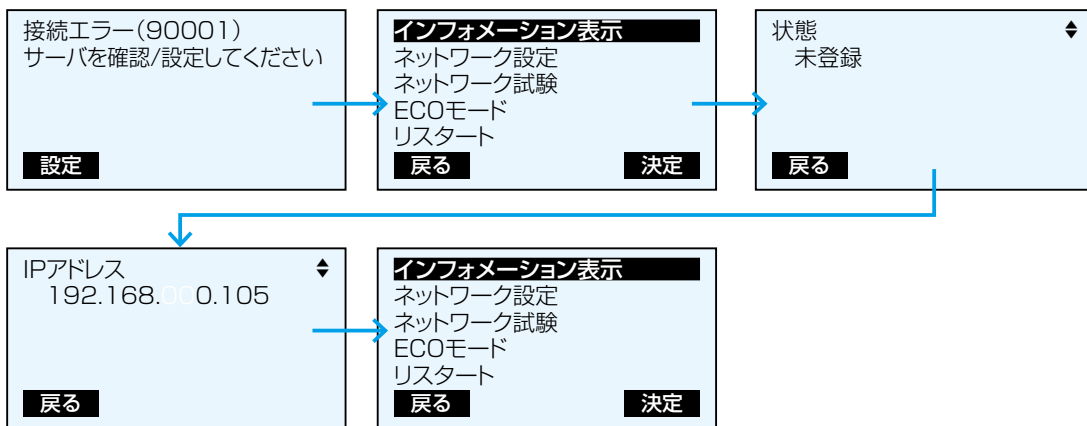 接続エラー(90001)
サーバを確認/設定してください
設定
インフォメーション表示
ネットワーク設定
ネットワーク試験
ECOモード
リスタート
戻る 決定
状態
未登録
戻る
IPアドレス
192.168.000.105
戻る
インフォメーション表示
ネットワーク設定
ネットワーク試験
ECOモード
リスタート
戻る 決定